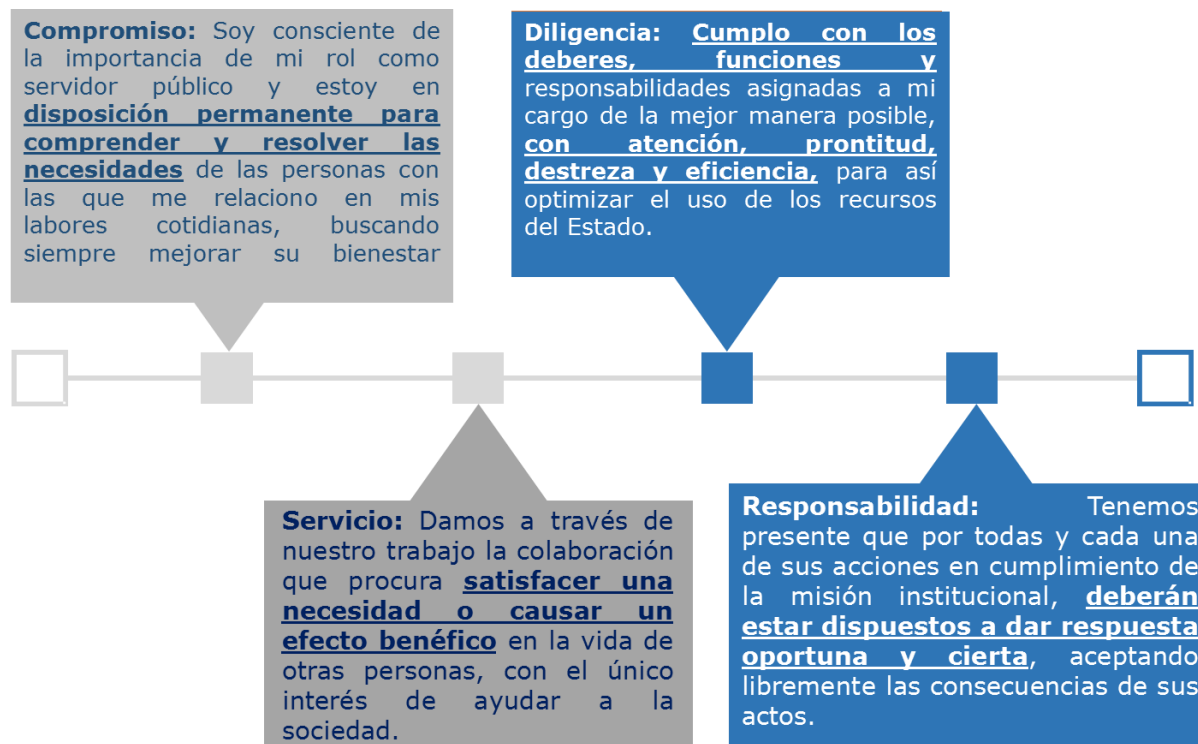 Compromiso: Soy consciente de
la importancia de mi rol como
servidor público y estoy en
disposición permanente para
comprender y resolver las
necesidades de las personas con
las que me relaciono en mis
labores cotidianas, buscando
siempre mejorar su bienestar
Diligencia: Cumplo con los
deberes, funciones y
responsabilidades asignadas a mi
cargo de la mejor manera posible,
con atención, prontitud,
destreza y eficiencia, para así
optimizar el uso de los recursos
del Estado.
Servicio: Damos a través de
nuestro trabajo la colaboración
que procura satisfacer una
necesidad o causar un
efecto benéfico en la vida de
otras personas, con el único
interés de ayudar a la
sociedad.
Responsabilidad: Tenemos
presente que por todas y cada una
de sus acciones en cumplimiento de
la misión institucional, deberán
estar dispuestos a dar respuesta
oportuna y cierta, aceptando
libremente las consecuencias de sus
actos.